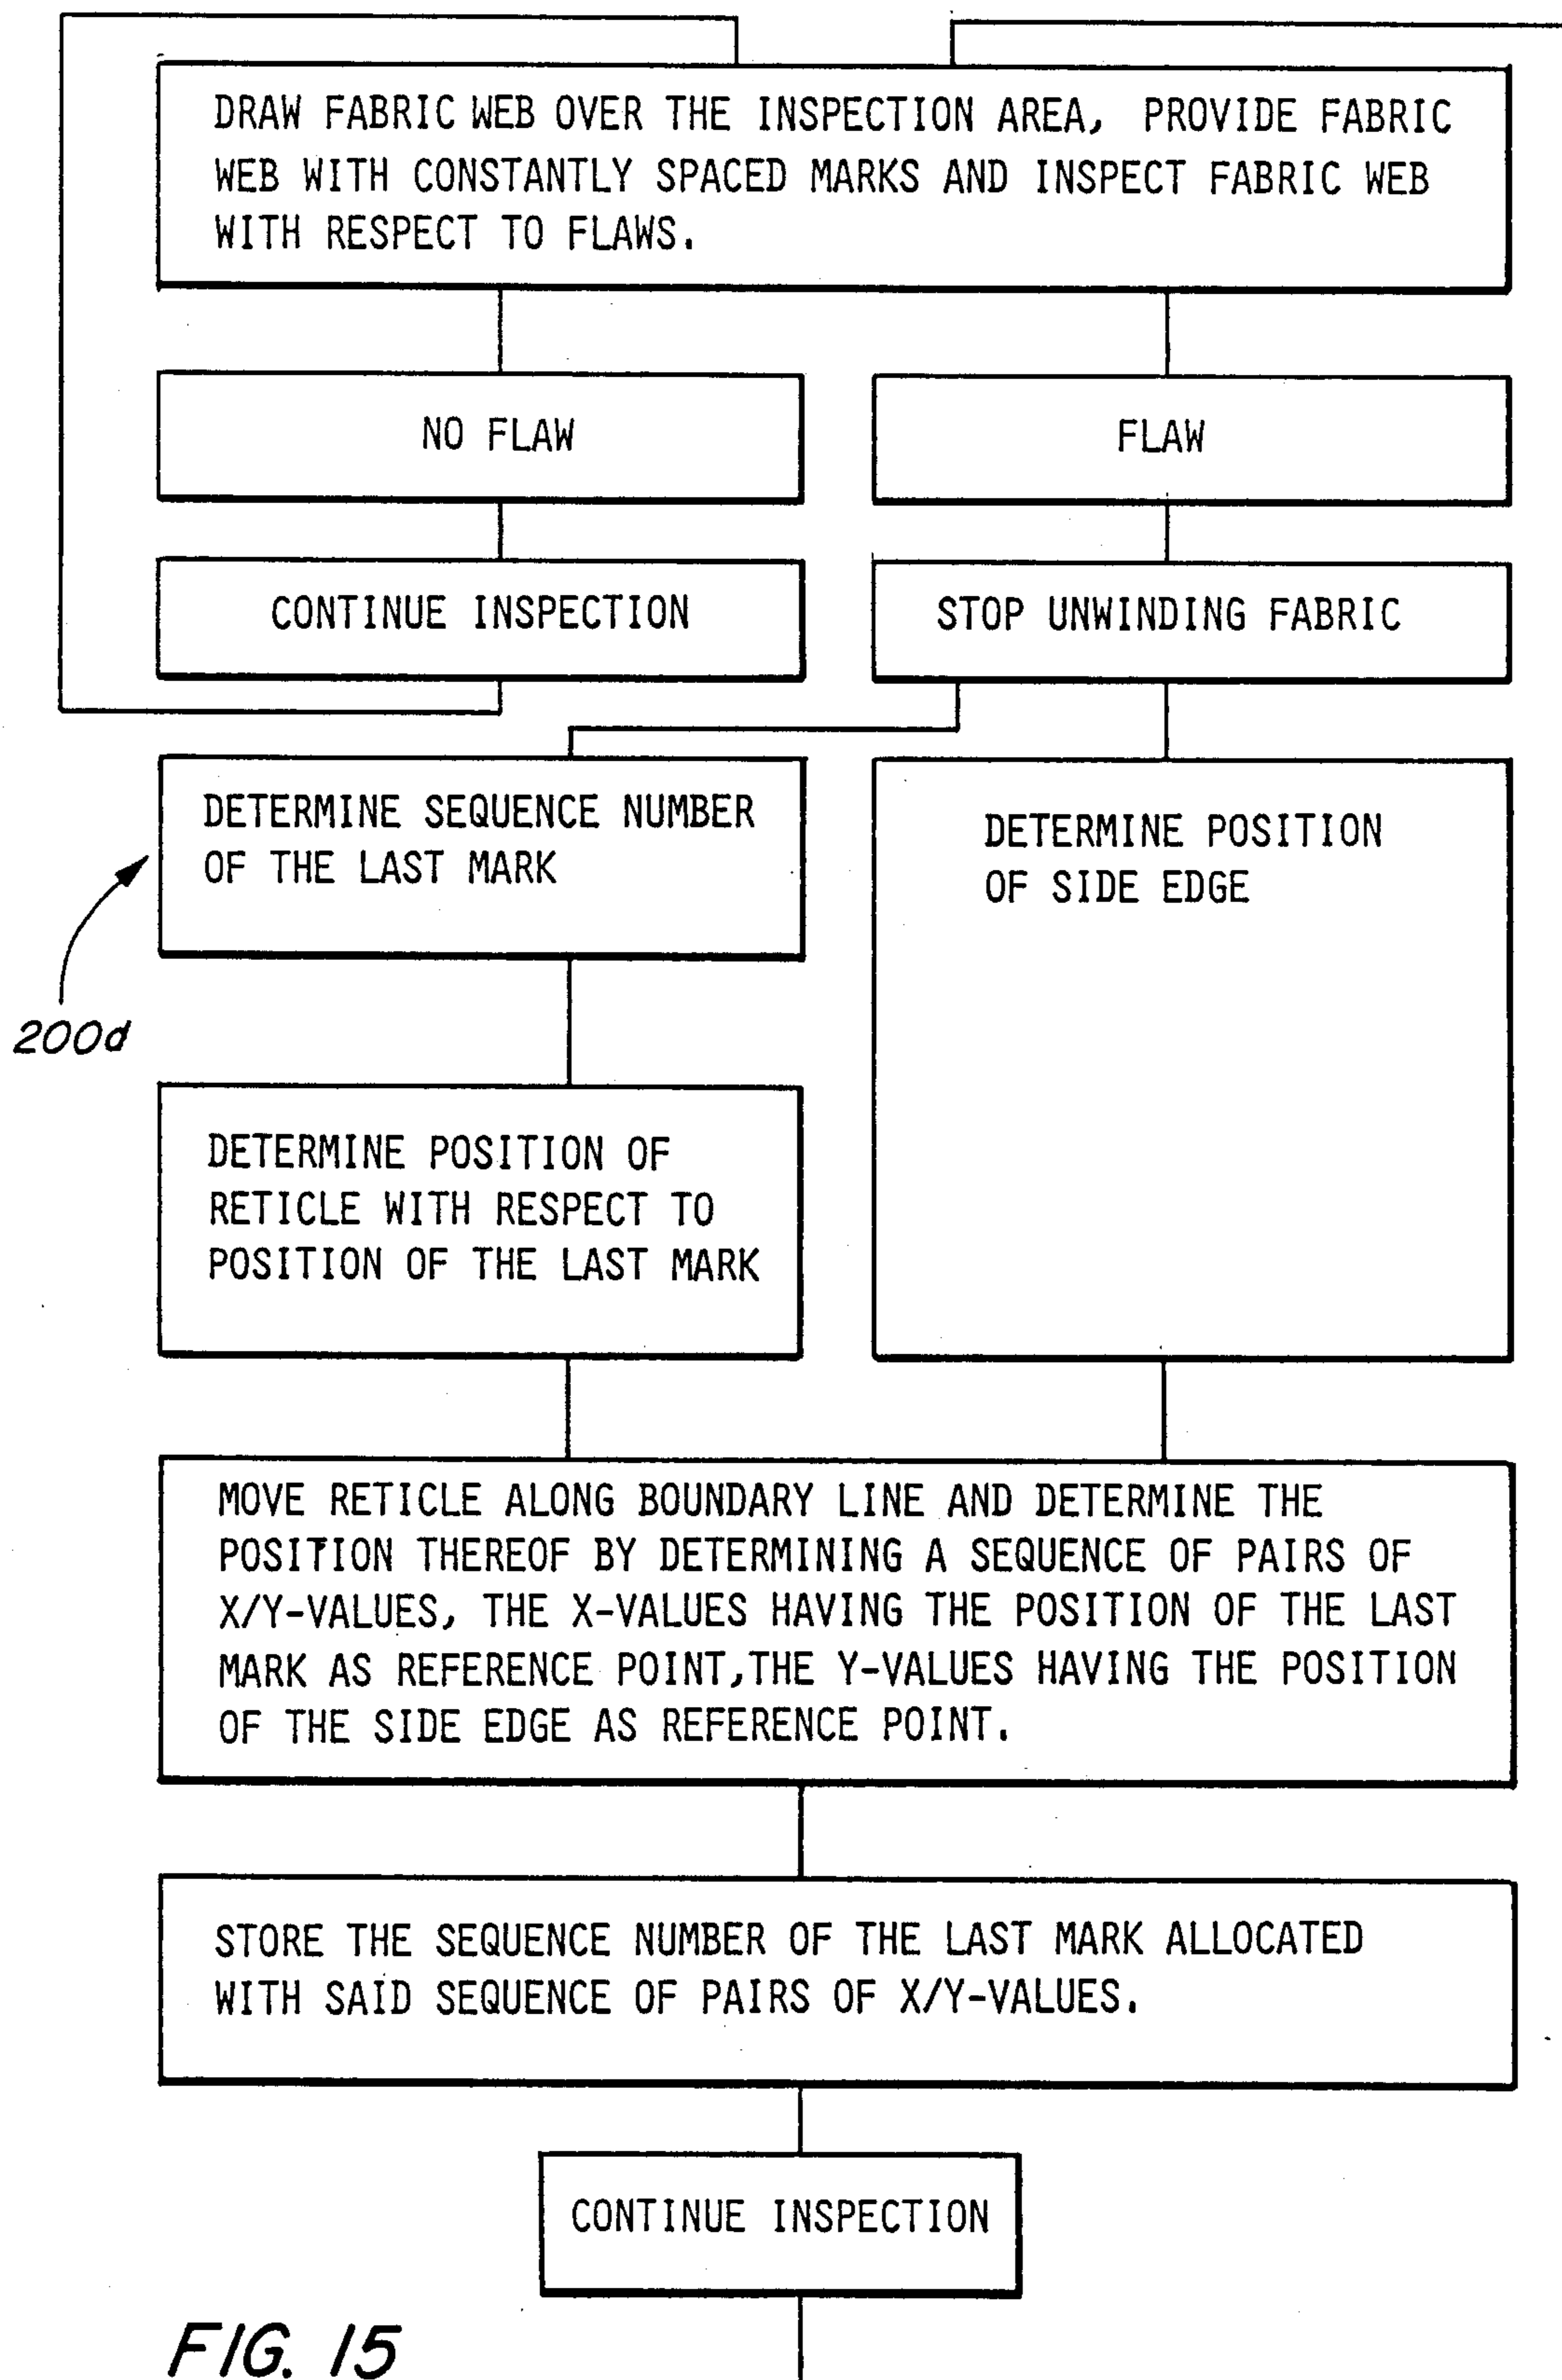 DRAW FABRIC WEB OVER THE INSPECTION AREA, PROVIDE FABRIC
WEB WITH CONSTANTLY SPACED MARKS AND INSPECT FABRIC WEB
WITH RESPECT TO FLAWS.
NO FLAW
FLAW
CONTINUE INSPECTION
STOP UNWINDING FABRIC
DETERMINE SEQUENCE NUMBER
OF THE LAST MARK
DETERMINE POSITION
OF SIDE EDGE
200d
DETERMINE POSITION OF
RETICLE WITH RESPECT TO
POSITION OF THE LAST MARK
MOVE RETICLE ALONG BOUNDARY LINE AND DETERMINE THE
POSITION THEREOF BY DETERMINING A SEQUENCE OF PAIRS OF
X/Y-VALUES, THE X-VALUES HAVING THE POSITION OF THE LAST
MARK AS REFERENCE POINT,THE Y-VALUES HAVING THE POSITION
OF THE SIDE EDGE AS REFERENCE POINT.
STORE THE SEQUENCE NUMBER OF THE LAST MARK ALLOCATED
WITH SAID SEQUENCE OF PAIRS OF X/Y-VALUES.
CONTINUE INSPECTION
FIG. 15